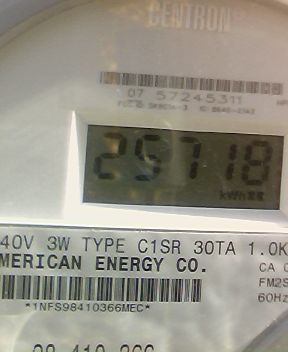 CENTRON
07 57245311
25718
kWh
40V 3W TYPE C1SR 30TA 1.0K
MERICAN ENERGY CO.
CA
FM2S
60Hz
*1NFS98410366MEC*